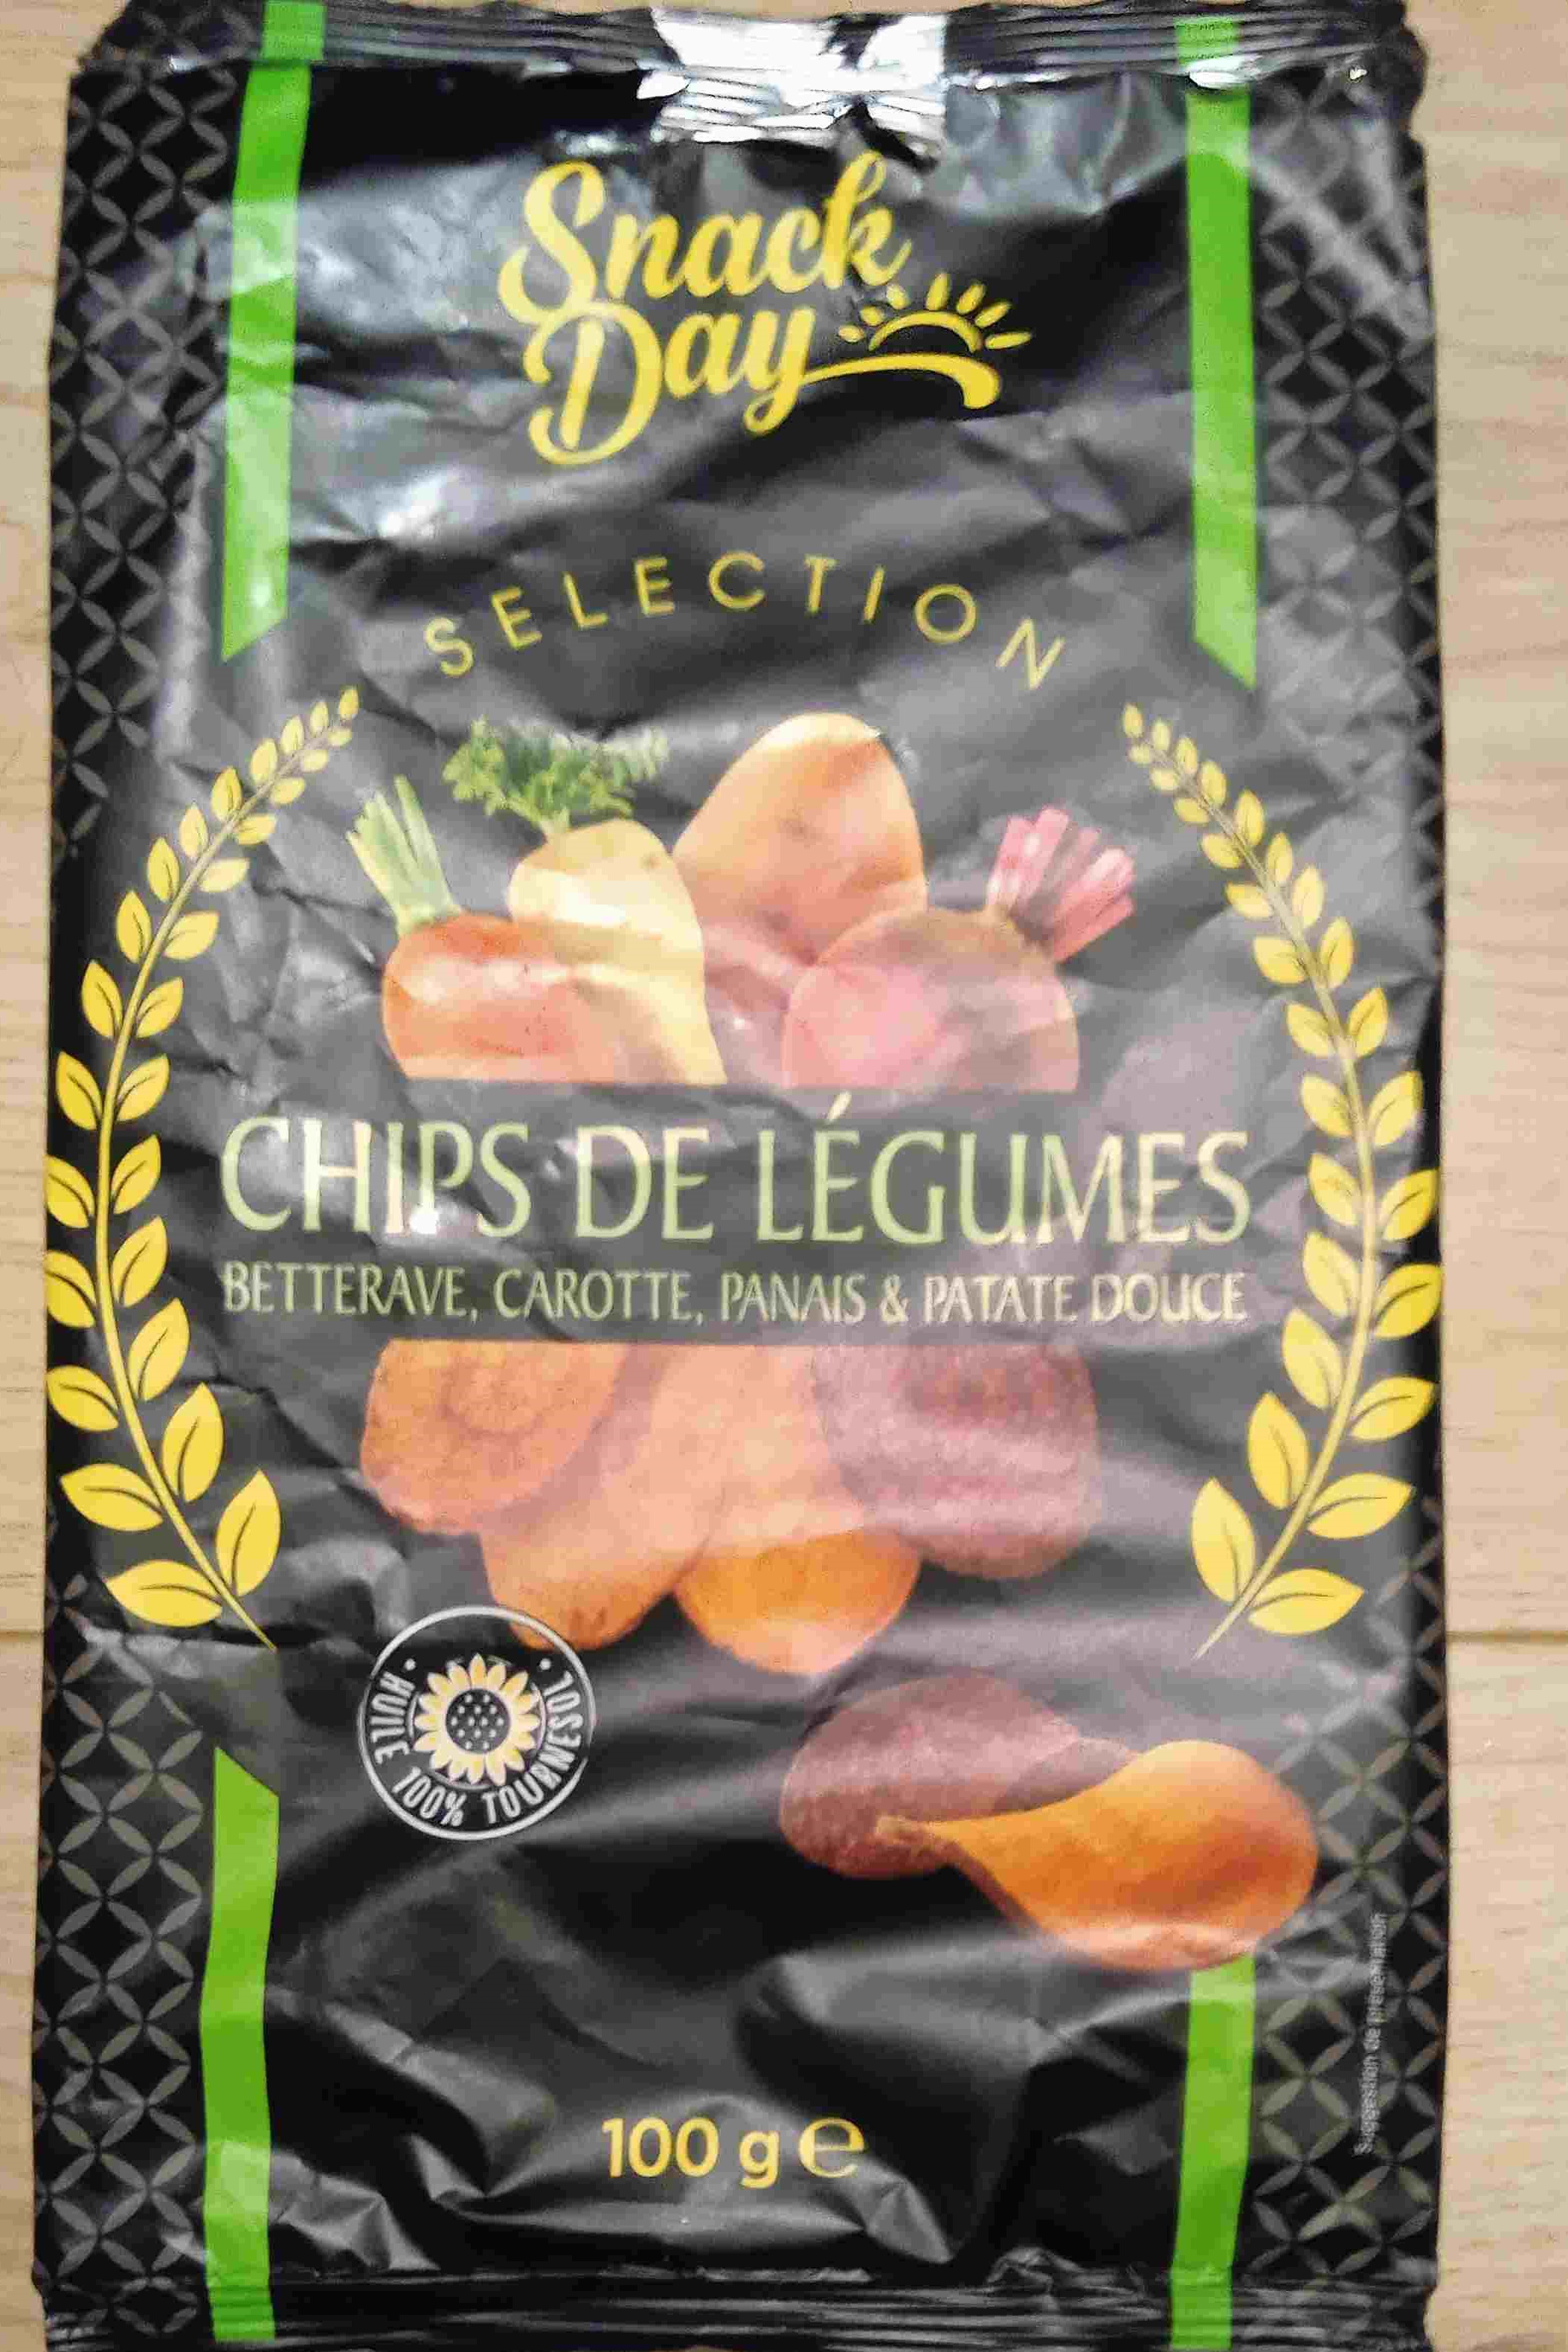 Snack
Day
SELECTION
CHIPS DE LÉGUMES
BETTERAVE, CAROTTE, PANAIS & PATATE DOUCE
HUILE 100% TOURNESOL
Suggestion de présentation
100 g e